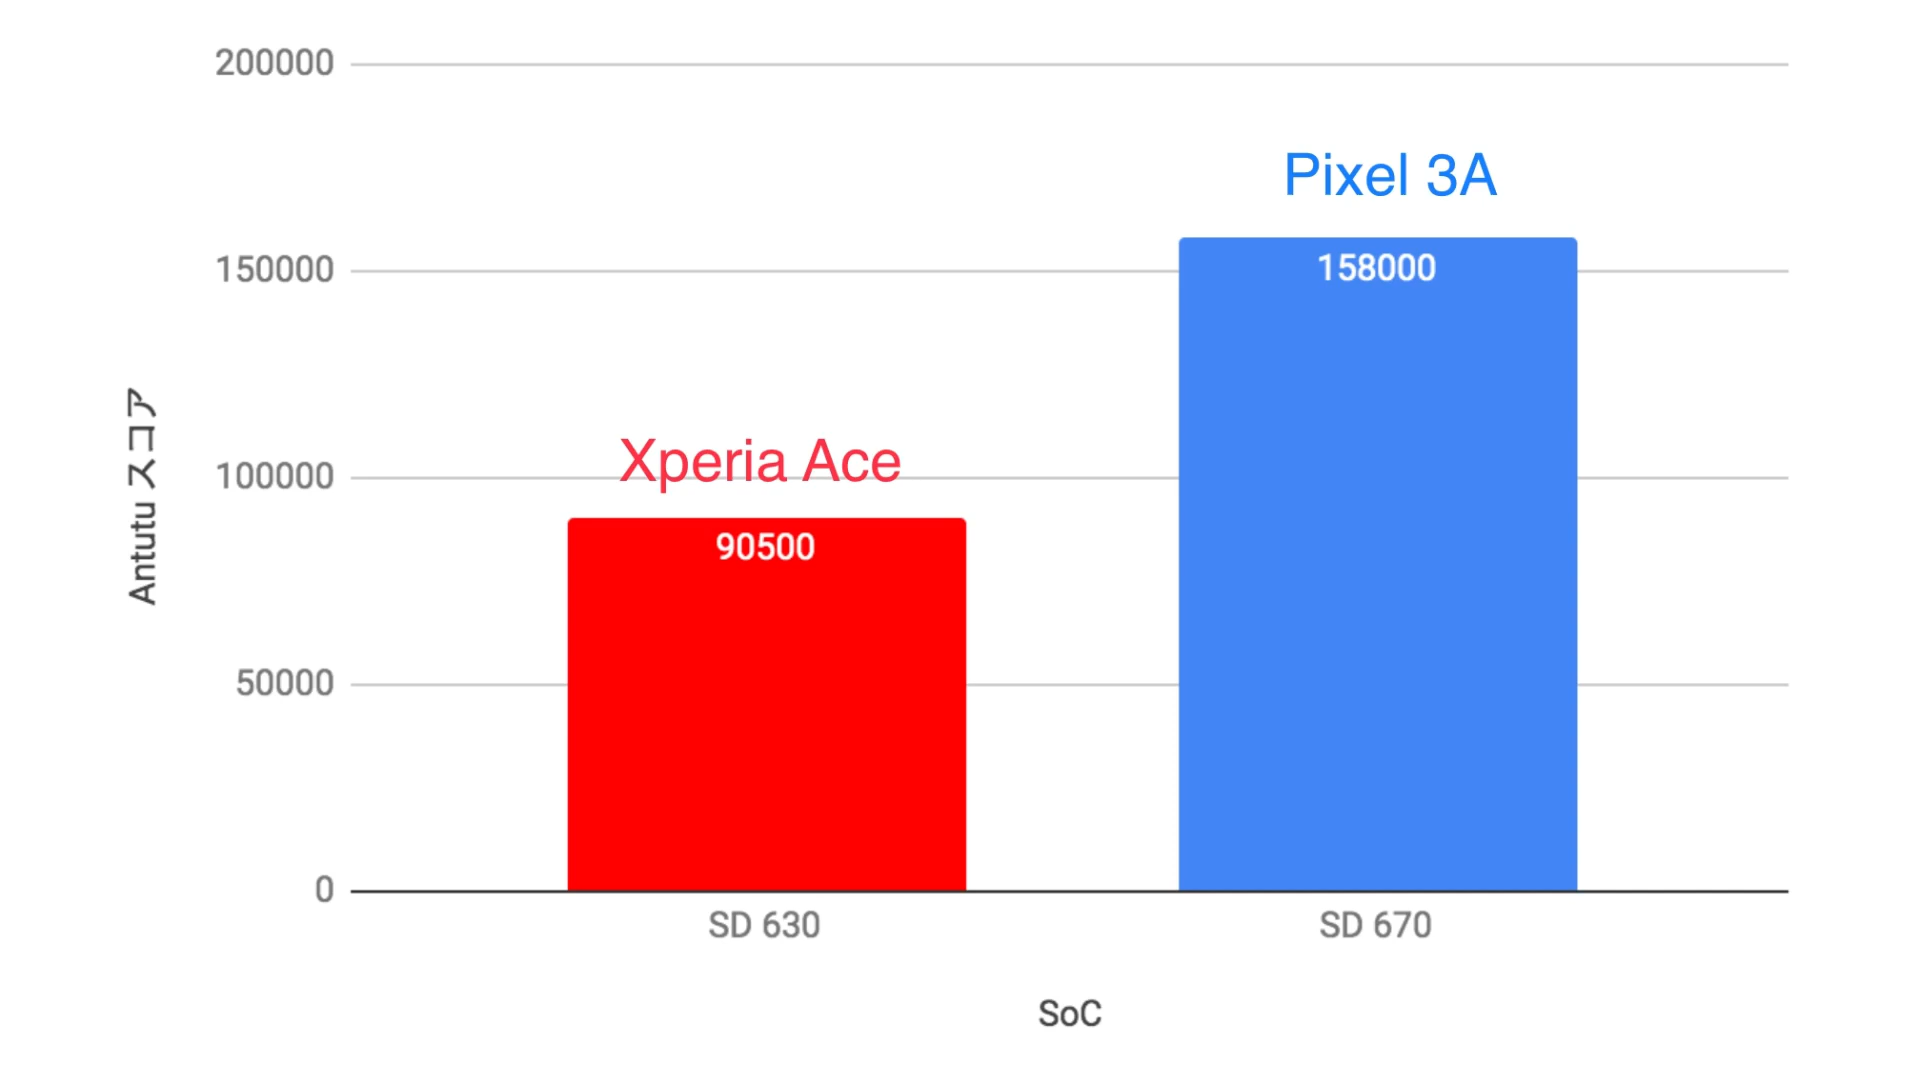 200000
150000
100000
50000
0
Antutu スコア
Pixel 3A
158000
Xperia Ace
90500
SD 630
SD 670
SoC